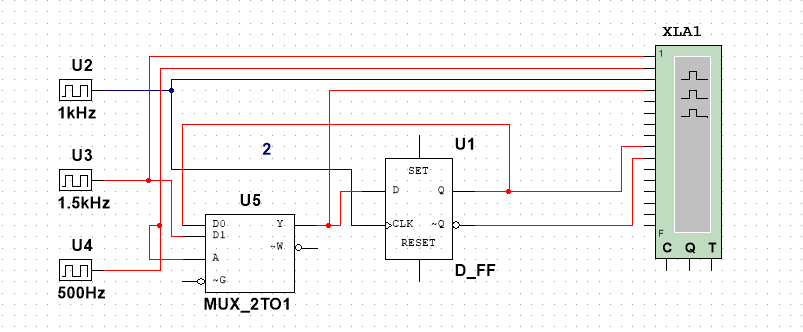 XLA1
1
U2
1kHz
U1
2
U3
1.5kHz
SET
D Q
U5
CLK ~Q
RESET
D0 Y
D1
~W
A
~G
U4
500Hz
MUX_2TO1
D_FF
F
C Q T